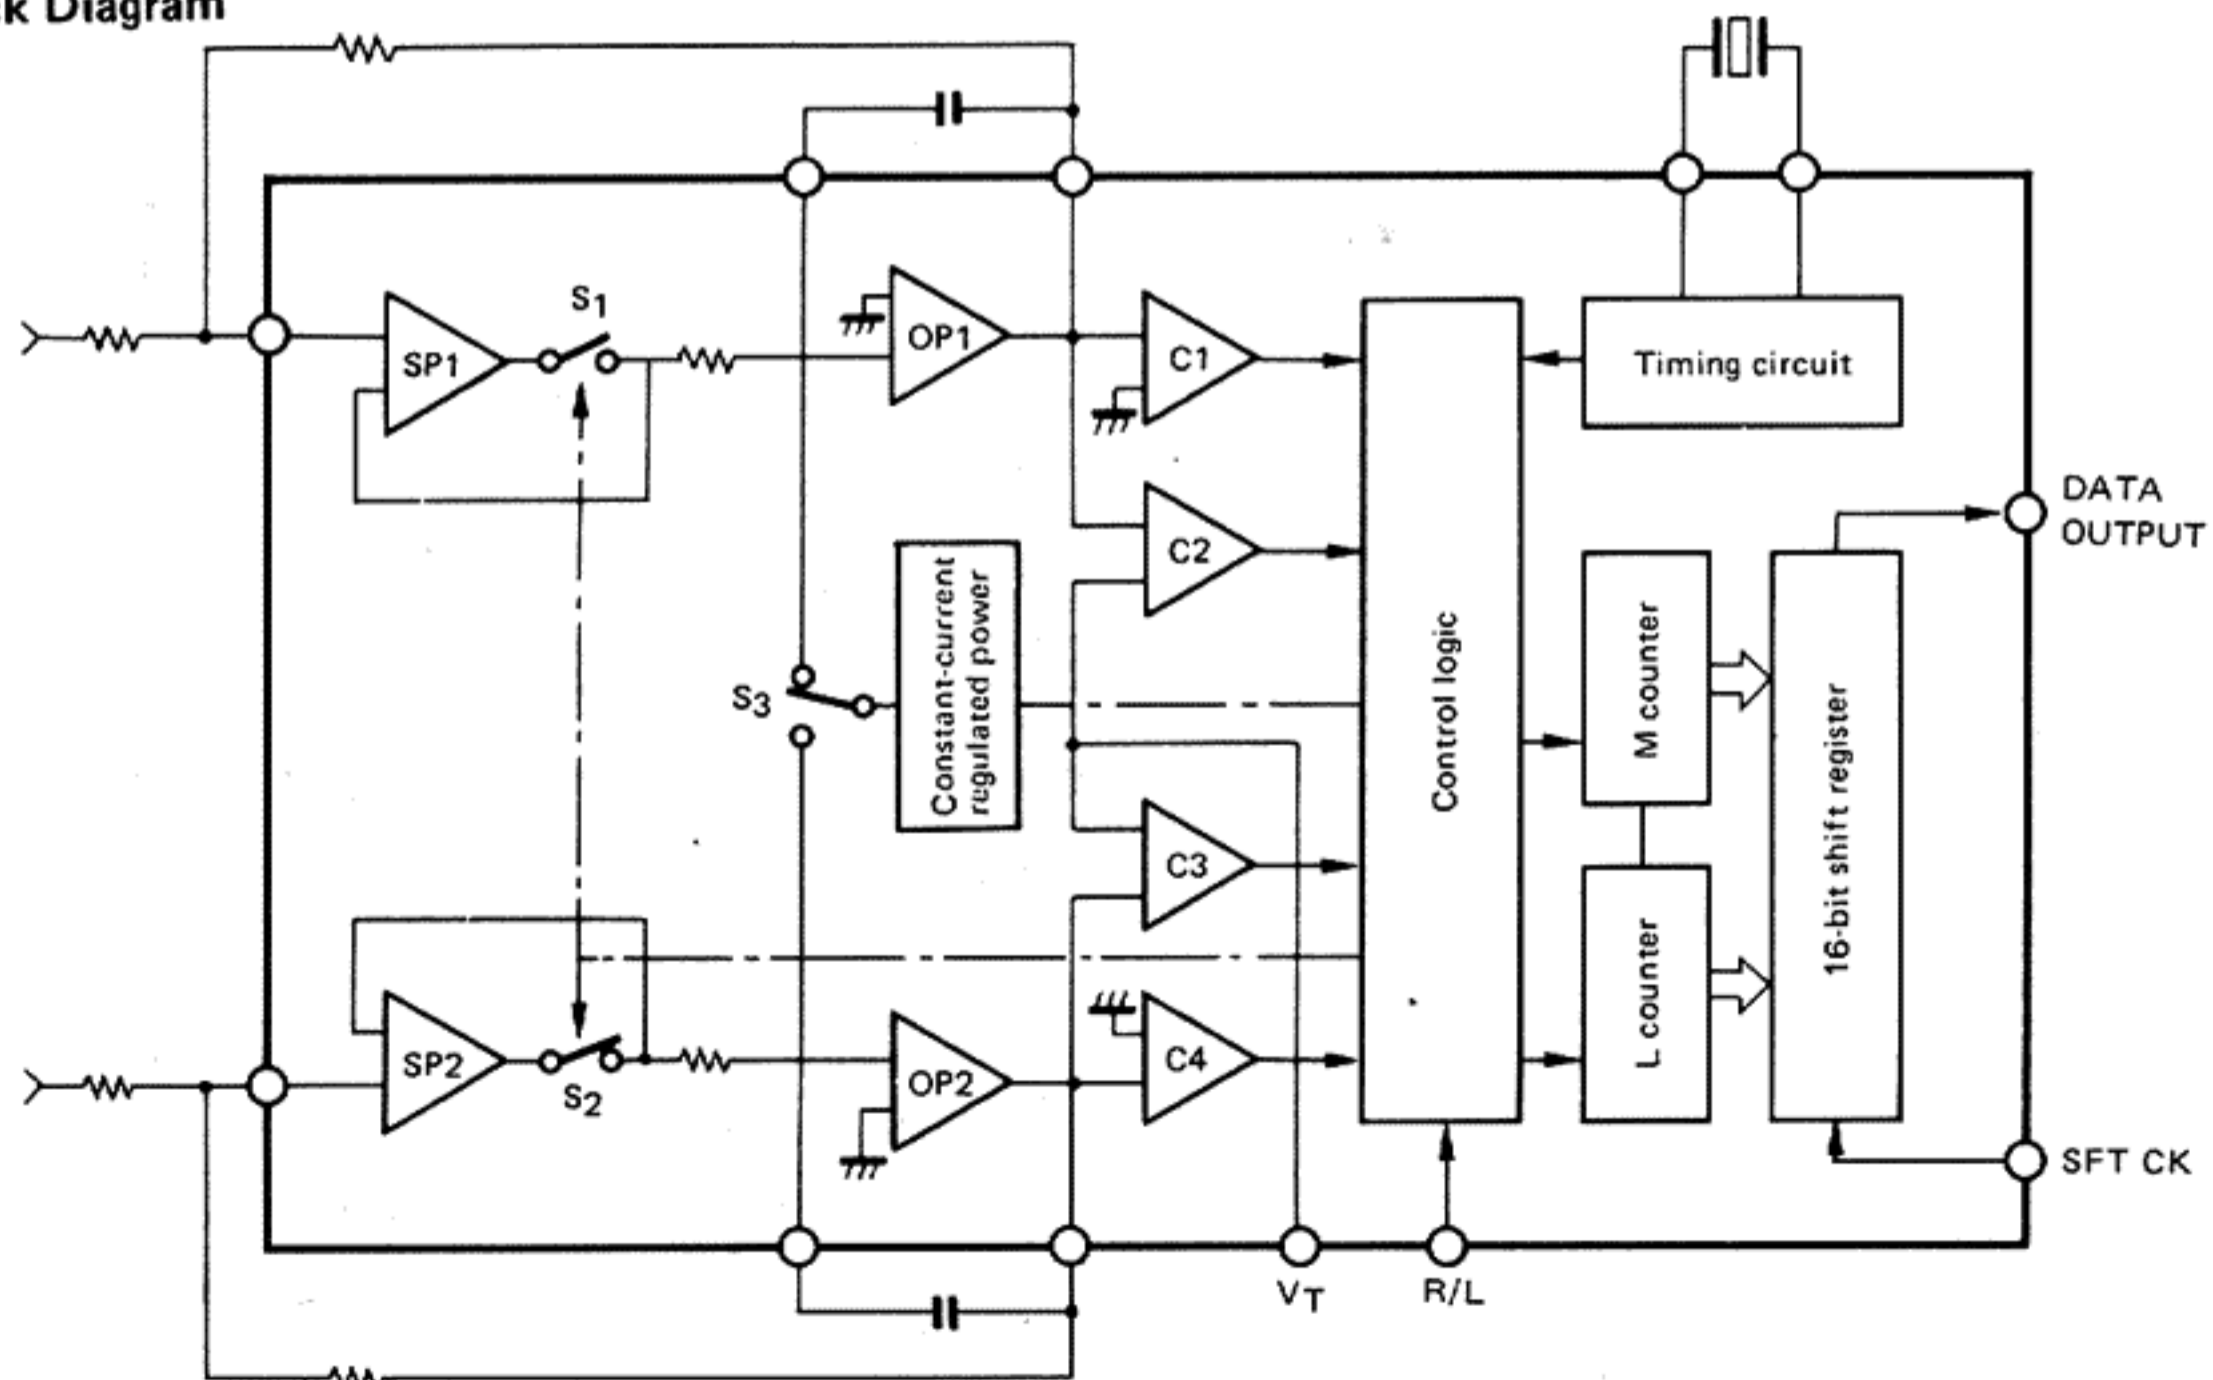 Diagram
S1
SP1
OP1
C1
Timing circuit
DATA
OUTPUT
C2
Constant-current
regulated power
S3
Control logic
M counter
16-bit shift register
C3
L counter
SP2
S2
OP2
C4
SFT CK
VT
R/L